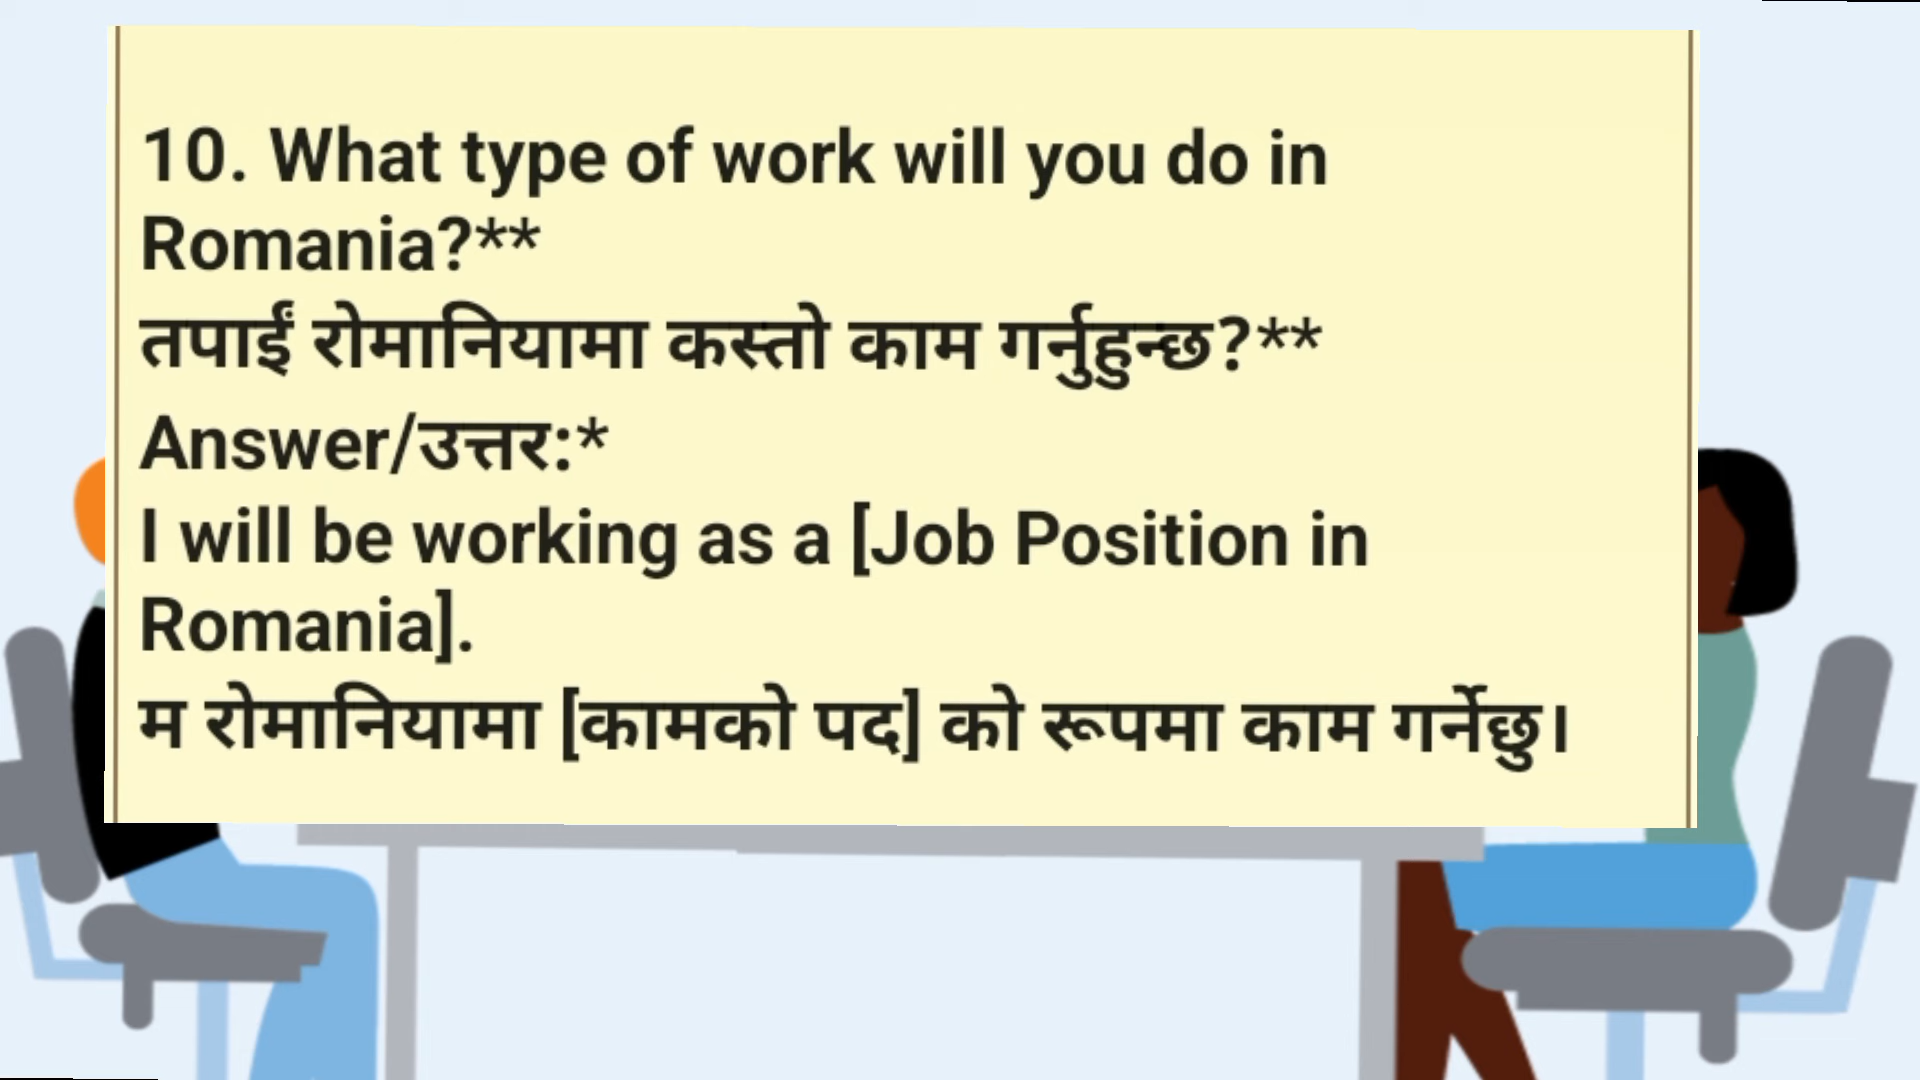 10. What type of work will you do in
Romania?**
तपाईं रोमानियामा कस्तो काम गर्नुहुन्छ?**
Answer/उत्तर:*
I will be working as a [Job Position in
Romania].
म रोमानियामा [कामको पद] को रूपमा काम गर्नेछु।